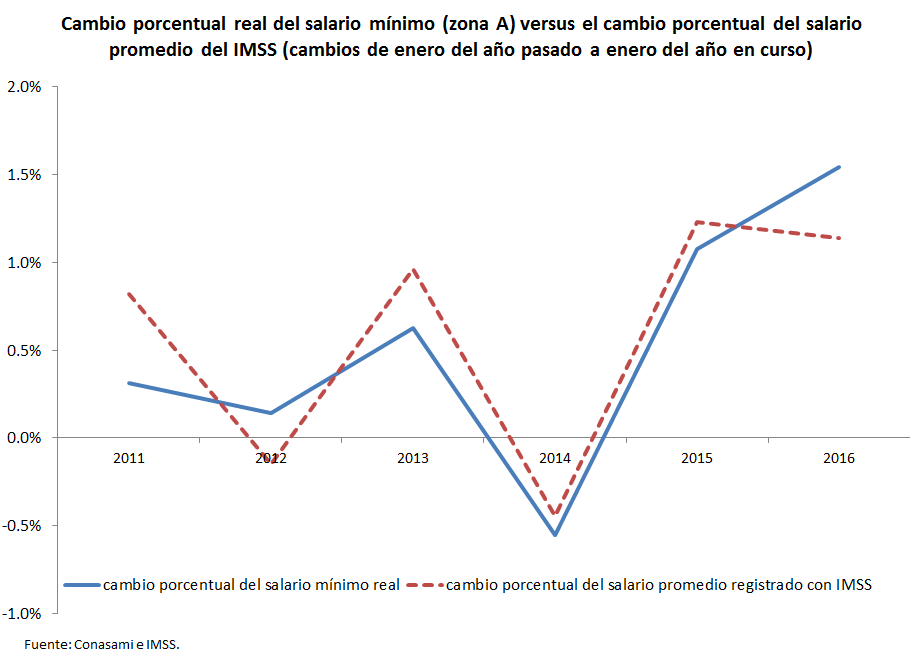 Cambio porcentual real del salario mínimo (zona A) versus el cambio porcentual del salario
promedio del IMSS (cambios de enero del año pasado a enero del año en curso)
2.0%
1.5%
1.0%
0.5%
0.0%
2011 2012 2013 2014 2015 2016
-0.5%
cambio porcentual del salario mínimo real cambio porcentual del salario promedio registrado con IMSS
-1.0%
Fuente: Conasami e IMSS.